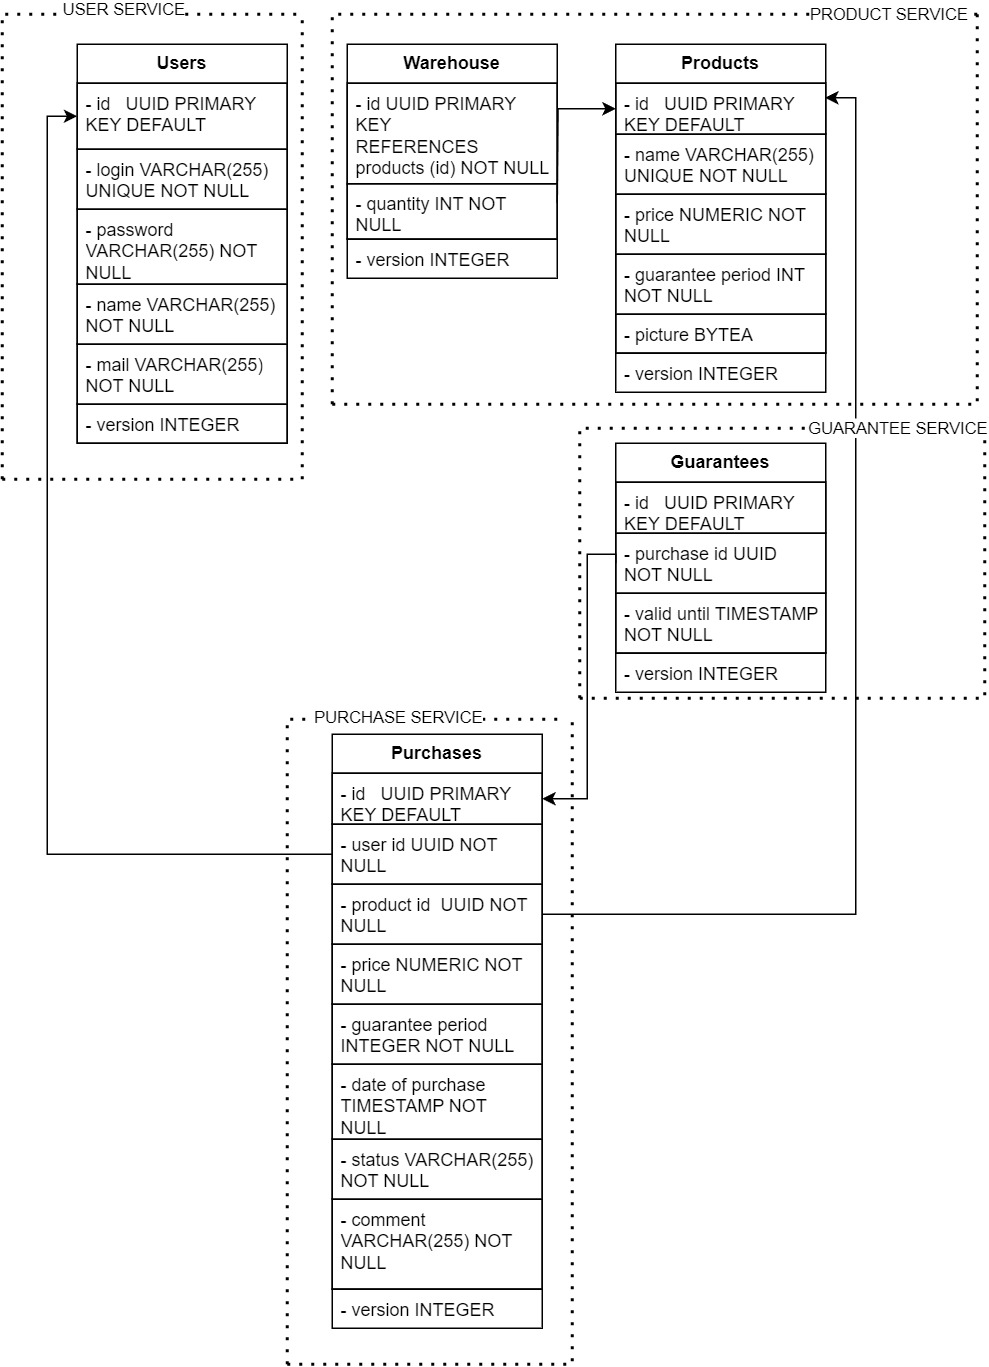 USER SERVICE
Users
- id   UUID PRIMARY
KEY DEFAULT
- login VARCHAR(255)
UNIQUE NOT NULL
- password
VARCHAR(255) NOT
NULL
- name VARCHAR(255)
NOT NULL
- mail VARCHAR(255)
NOT NULL
- version INTEGER
PRODUCT SERVICE
Warehouse
- id UUID PRIMARY
KEY
REFERENCES
products (id) NOT NULL
- quantity INT NOT
NULL
- version INTEGER
Products
- id   UUID PRIMARY
KEY DEFAULT
- name VARCHAR(255)
UNIQUE NOT NULL
- price NUMERIC NOT
NULL
- guarantee period INT
NOT NULL
- picture BYTEA
- version INTEGER
GUARANTEE SERVICE
Guarantees
- id   UUID PRIMARY
KEY DEFAULT
- purchase id UUID
NOT NULL
- valid until TIMESTAMP
NOT NULL
- version INTEGER
PURCHASE SERVICE
Purchases
- id   UUID PRIMARY
KEY DEFAULT
- user id UUID NOT
NULL
- product id  UUID NOT
NULL
- price NUMERIC NOT
NULL
- guarantee period
INTEGER NOT NULL
- date of purchase
TIMESTAMP NOT
NULL
- status VARCHAR(255)
NOT NULL
- comment
VARCHAR(255) NOT
NULL
- version INTEGER